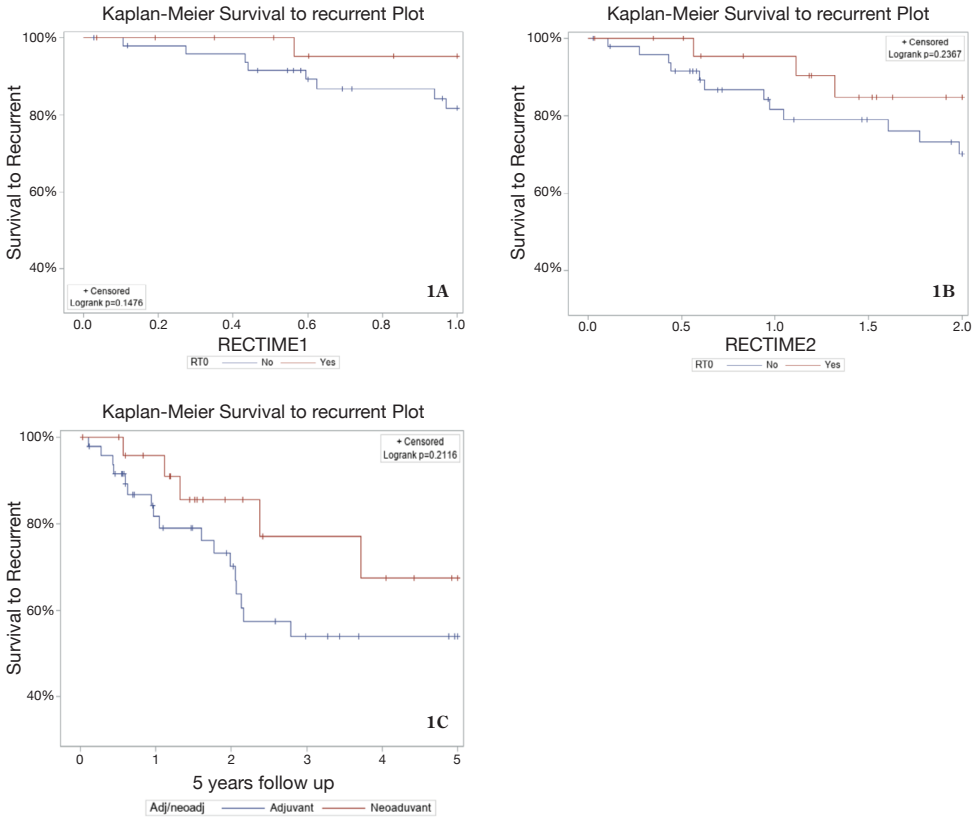 Kaplan-Meier Survival to recurrent Plot
100%
80%
60%
40%
Survival to Recurrent
+ Censored
Logrank p=0.1476
1A
0.0 0.2 0.4 0.6 0.8 1.0
RECTIME1
RT0 No Yes
Kaplan-Meier Survival to recurrent Plot
100%
80%
60%
40%
Survival to Recurrent
+ Censored
Logrank p=0.2367
1B
0.0 0.5 1.0 1.5 2.0
RECTIME2
RT0 No Yes
Kaplan-Meier Survival to recurrent Plot
100%
80%
60%
40%
Survival to Recurrent
+ Censored
Logrank p=0.2116
1C
0 1 2 3 4 5
5 years follow up
Adj/neoadj Adjuvant Neoaduvant